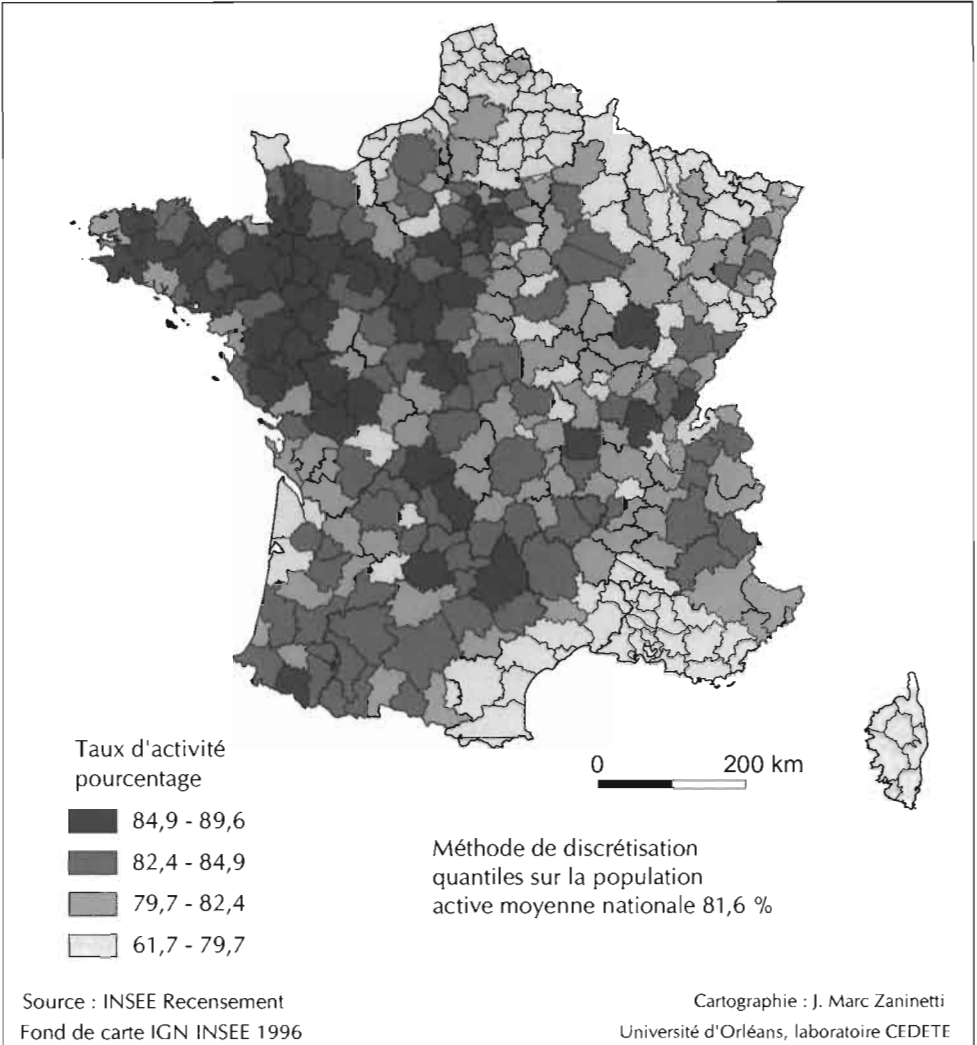 Taux d'activité
pourcentage
84,9 - 89,6
82,4 - 84,9
79,7 - 82,4
61,7 - 79,7
0 200 km
Méthode de discrétisation
quantiles sur la population
active moyenne nationale 81,6 %
Source : INSEE Recensement
Fond de carte IGN INSEE 1996
Cartographie : J. Marc Zaninetti
Université d'Orléans, laboratoire CEDETE